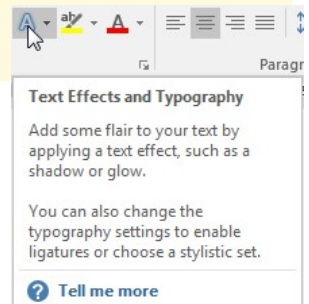 A ab A
Paragr
Text Effects and Typography
Add some flair to your text by
applying a text effect, such as a
shadow or glow.
You can also change the
typography settings to enable
ligatures or choose a stylistic set.
? Tell me more